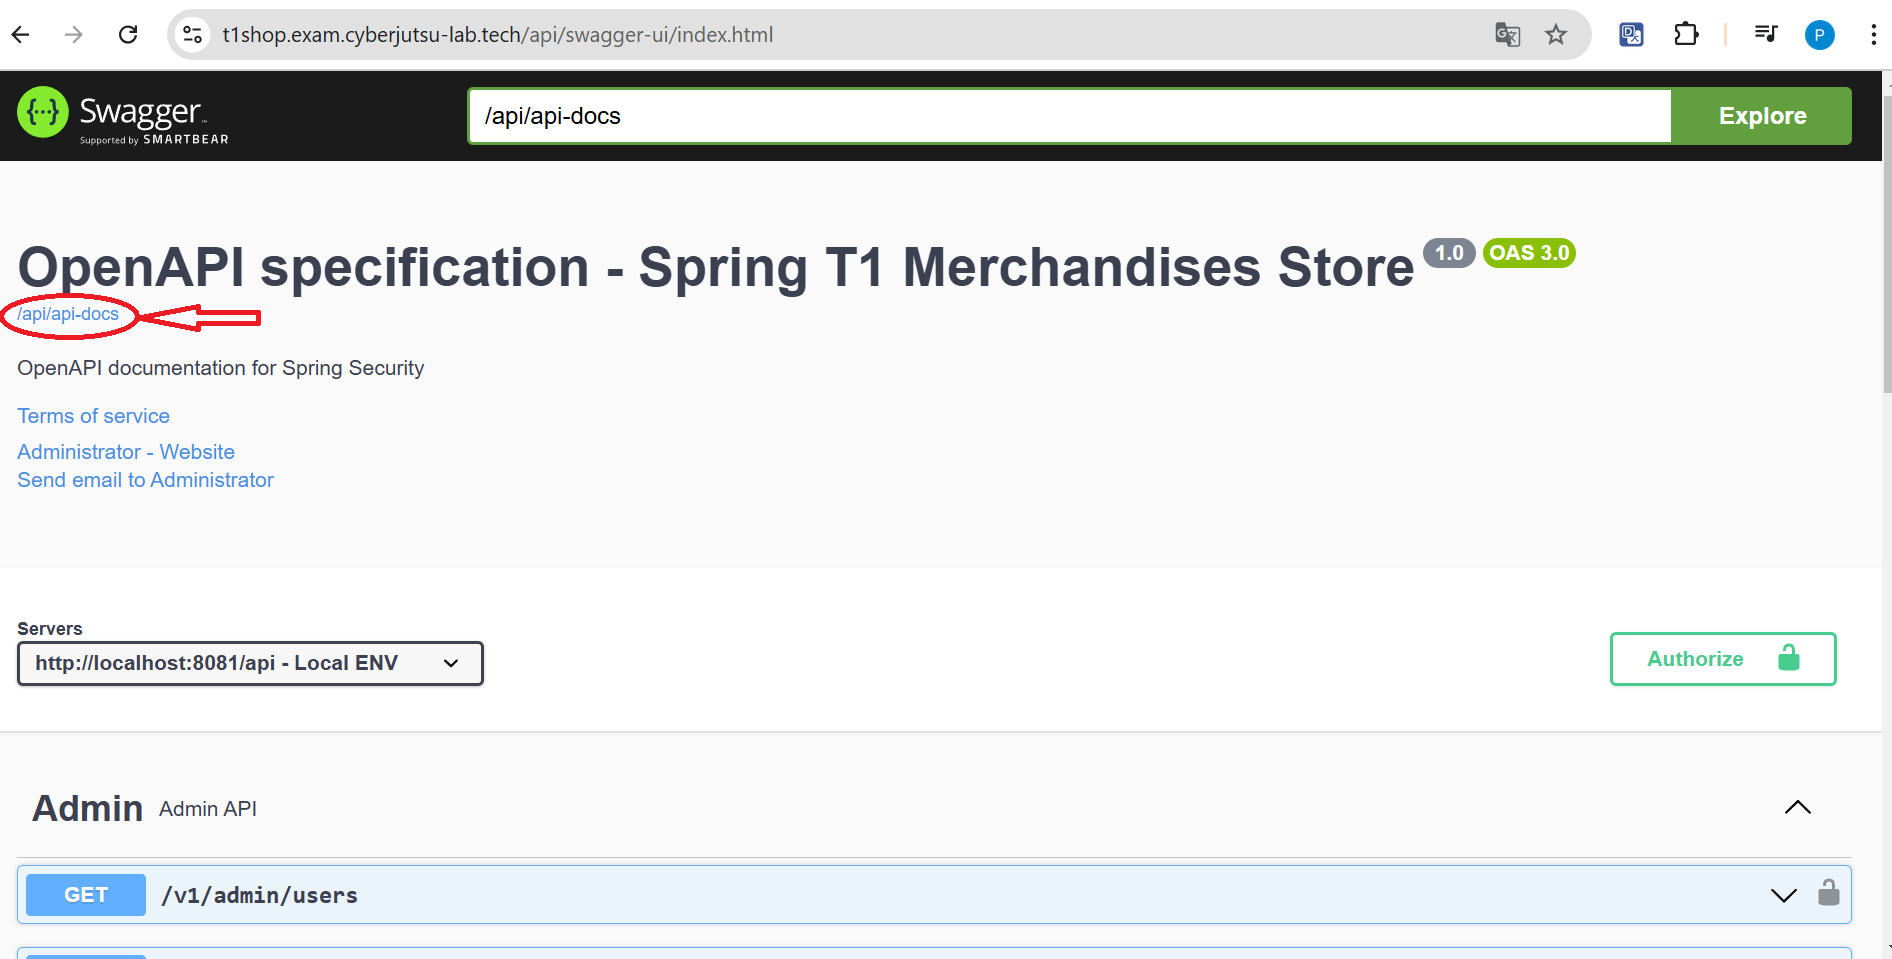 t1shop.exam.cyberjutsu-lab.tech/api/swagger-ui/index.html
P
{···} Swagger
Supported by SMARTBEAR
/api/api-docs
Explore
OpenAPI specification - Spring T1 Merchandises Store 1.0 OAS 3.0
/api/api-docs
OpenAPI documentation for Spring Security
Terms of service
Administrator - Website
Send email to Administrator
Servers
http://localhost:8081/api - Local ENV
Authorize
Admin Admin API
GET /v1/admin/users